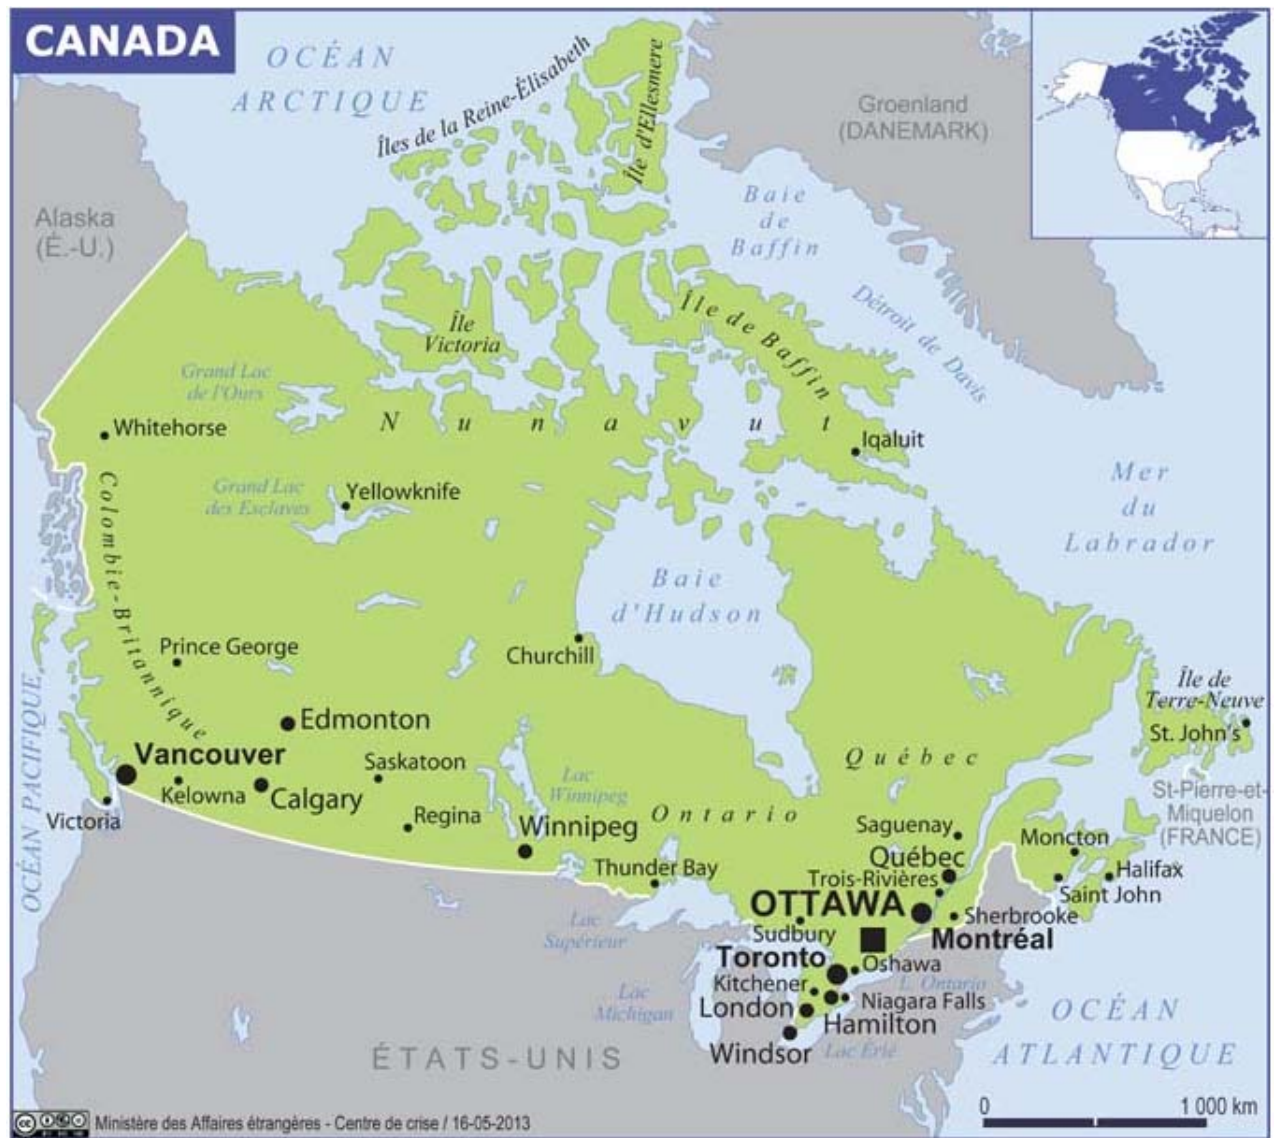 CANADA
OCÉAN
ARCTIQUE
Îles de la Reine-Élisabeth
Île d'Ellesmere
Groenland
(DANEMARK)
Alaska
(É.-U.)
Baie
de
Baffin
Détroit de Davis
Île de Baffin
Île
Victoria
Grand Lac
de l'Ours
Nunavut
Whitehorse
Iqaluit
Grand Lac
des Esclaves
Yellowknife
Mer
du
Labrador
Colombie-Britannique
Baie
d'Hudson
Prince George
Churchill
OCÉAN PACIFIQUE
Île de
Terre-Neuve
St. John's
Edmonton
Vancouver
Saskatoon
Québec
Kelowna
Calgary
Lac
Winnipeg
St-Pierre-et-
Miquelon
(FRANCE)
Victoria
Regina
Winnipeg
Ontario
Saguenay
Moncton
Thunder Bay
Québec
Halifax
Trois-Rivières
Saint John
OTTAWA
Sherbrooke
Lac
Supérieur
Sudbury
Montréal
Toronto
Oshawa
Kitchener
L. Ontario
Lac
Michigan
London
Niagara Falls
Hamilton
OCÉAN
ATLANTIQUE
Windsor
Lac Érié
ÉTATS-UNIS
0 1 000 km
cc
Ministère des Affaires étrangères - Centre de crise / 16-05-2013